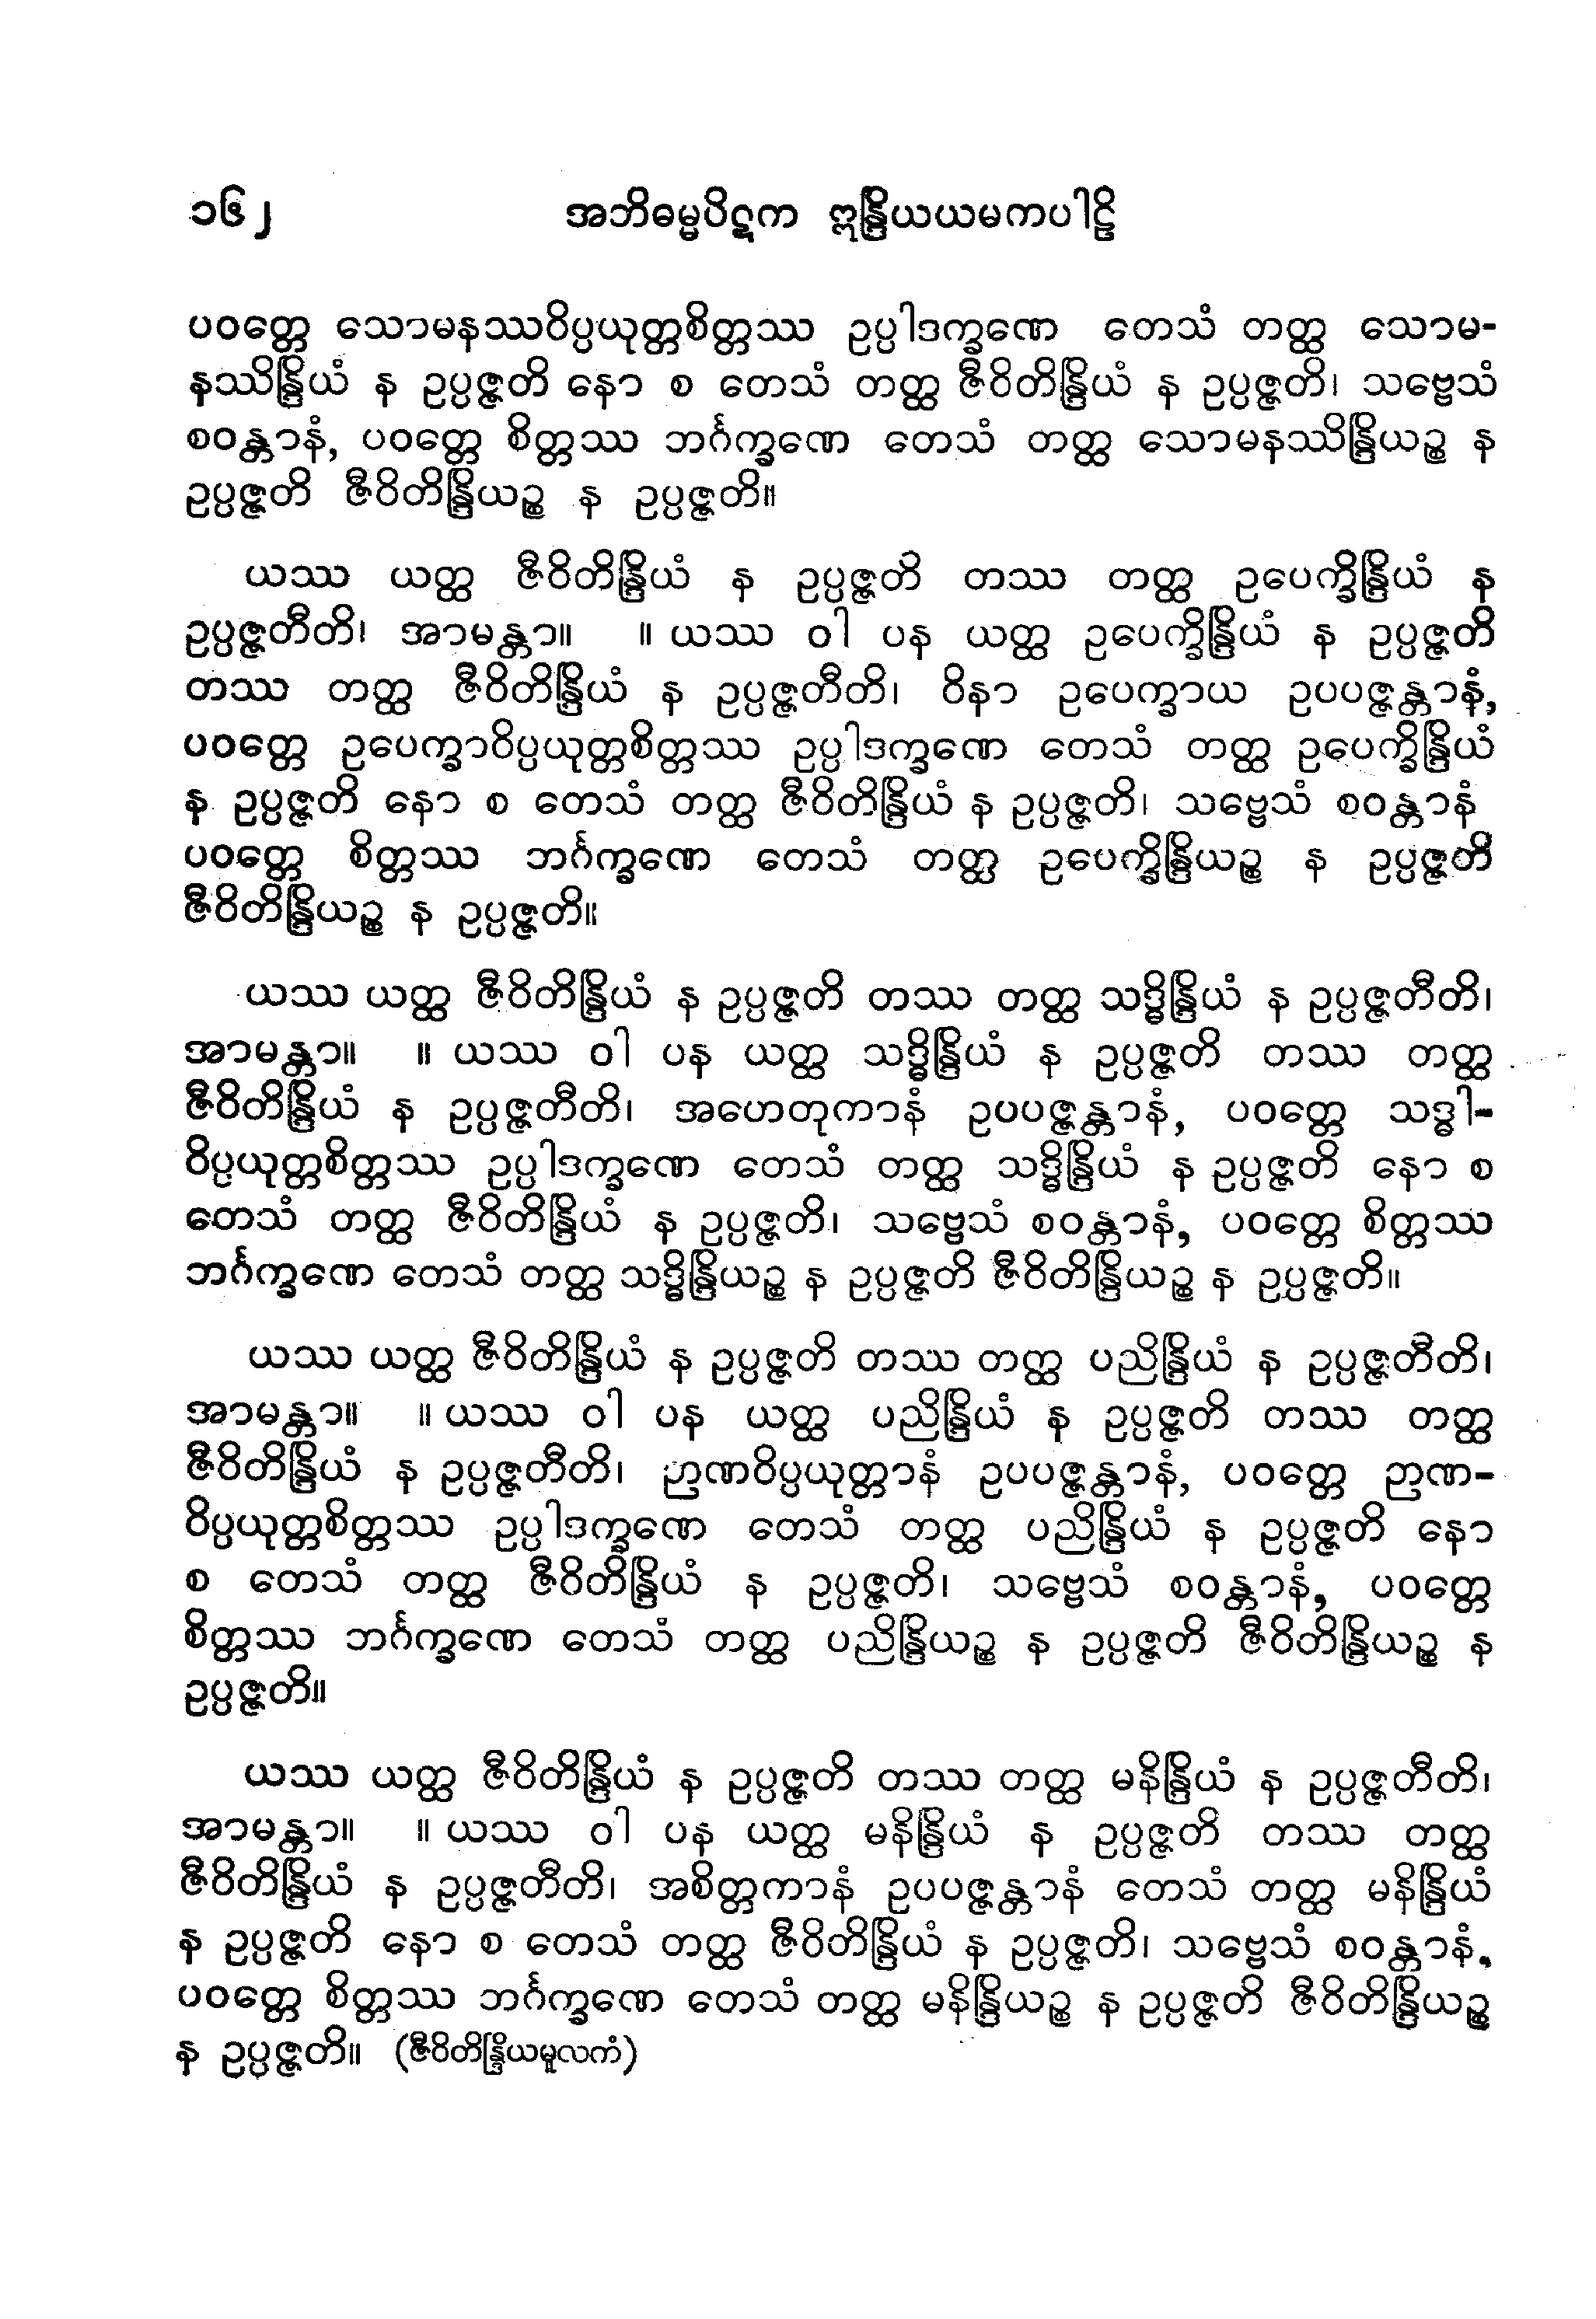 ၁၆၂ အဘိဓမ္မပိဋက ဣန္ဒြိယယမကပါဠိ
ပဝတ္တေ သောမနဿဝိပ္ပယုတ္တစိတ္တဿ ဥပ္ပါဒက္ခဏေ တေသံ တတ္ထ သောမ-
နဿိန္ဒြိယံ န ဥပ္ပဇ္ဇတိ နော စ တေသံ တတ္ထ ဇီဝိတိန္ဒြိယံ န ဥပ္ပဇ္ဇတိ၊ သဗ္ဗေသံ
စဝန္တာနံ, ပဝတ္တေ စိတ္တဿ ဘင်္ဂက္ခဏေ တေသံ တတ္ထ သောမနဿိန္ဒြိယဉ္စ န
ဥပ္ပဇ္ဇတိ ဇီဝိတိန္ဒြိယဉ္စ န ဥပ္ပဇ္ဇတိ။
ယဿ ယတ္ထ ဇီဝိတိန္ဒြိယံ န ဥပ္ပဇ္ဇတိ တဿ တတ္ထ ဥပေက္ခိန္ဒြိယံ န
ဥပ္ပဇ္ဇတီတိ၊ အာမန္တာ။ ။ ယဿ ဝါ ပန ယတ္ထ ဥပေက္ခိန္ဒြိယံ န ဥပ္ပဇ္ဇတိ
တဿ တတ္ထ ဇီဝိတိန္ဒြိယံ န ဥပ္ပဇ္ဇတီတိ၊ ဝိနာ ဥပေက္ခာယ ဥပပဇ္ဇန္တာနံ,
ပဝတ္တေ ဥပေက္ခာဝိပ္ပယုတ္တစိတ္တဿ ဥပ္ပါဒက္ခဏေ တေသံ တတ္ထ ဥပေက္ခိန္ဒြိယံ
န ဥပ္ပဇ္ဇတိ နော စ တေသံ တတ္ထ ဇီဝိတိန္ဒြိယံ န ဥပ္ပဇ္ဇတိ၊ သဗ္ဗေသံ စဝန္တာနံ
ပဝတ္တေ စိတ္တဿ ဘင်္ဂက္ခဏေ တေသံ တတ္ထ ဥပေက္ခိန္ဒြိယဉ္စ န ဥပ္ပဇ္ဇတိ
ဇီဝိတိန္ဒြိယဉ္စ န ဥပ္ပဇ္ဇတိ။
ယဿ ယတ္ထ ဇီဝိတိန္ဒြိယံ န ဥပ္ပဇ္ဇတိ တဿ တတ္ထ သဒ္ဓိန္ဒြိယံ န ဥပ္ပဇ္ဇတီတိ၊
အာမန္တာ။ ။ ယဿ ဝါ ပန ယတ္ထ သဒ္ဓိန္ဒြိယံ န ဥပ္ပဇ္ဇတိ တဿ တတ္ထ
ဇီဝိတိန္ဒြိယံ န ဥပ္ပဇ္ဇတီတိ၊ အဟေတုကာနံ ဥပပဇ္ဇန္တာနံ, ပဝတ္တေ သဒ္ဓါ-
ဝိပ္ပယုတ္တစိတ္တဿ ဥပ္ပါဒက္ခဏေ တေသံ တတ္ထ သဒ္ဓိန္ဒြိယံ န ဥပ္ပဇ္ဇတိ နော စ
တေသံ တတ္ထ ဇီဝိတိန္ဒြိယံ န ဥပ္ပဇ္ဇတိ၊ သဗ္ဗေသံ စဝန္တာနံ, ပဝတ္တေ စိတ္တဿ
ဘင်္ဂက္ခဏေ တေသံ တတ္ထ သဒ္ဓိန္ဒြိယဉ္စ န ဥပ္ပဇ္ဇတိ ဇီဝိတိန္ဒြိယဉ္စ န ဥပ္ပဇ္ဇတိ။
ယဿ ယတ္ထ ဇီဝိတိန္ဒြိယံ န ဥပ္ပဇ္ဇတိ တဿ တတ္ထ ပညိန္ဒြိယံ န ဥပ္ပဇ္ဇတီတိ၊
အာမန္တာ။ ။ ယဿ ဝါ ပန ယတ္ထ ပညိန္ဒြိယံ န ဥပ္ပဇ္ဇတိ တဿ တတ္ထ
ဇီဝိတိန္ဒြိယံ န ဥပ္ပဇ္ဇတီတိ၊ ဉာဏဝိပ္ပယုတ္တာနံ ဥပပဇ္ဇန္တာနံ, ပဝတ္တေ ဉာဏ-
ဝိပ္ပယုတ္တစိတ္တဿ ဥပ္ပါဒက္ခဏေ တေသံ တတ္ထ ပညိန္ဒြိယံ န ဥပ္ပဇ္ဇတိ နော
စ တေသံ တတ္ထ ဇီဝိတိန္ဒြိယံ န ဥပ္ပဇ္ဇတိ၊ သဗ္ဗေသံ စဝန္တာနံ, ပဝတ္တေ
စိတ္တဿ ဘင်္ဂက္ခဏေ တေသံ တတ္ထ ပညိန္ဒြိယဉ္စ န ဥပ္ပဇ္ဇတိ ဇီဝိတိန္ဒြိယဉ္စ န
ဥပ္ပဇ္ဇတိ။
ယဿ ယတ္ထ ဇီဝိတိန္ဒြိယံ န ဥပ္ပဇ္ဇတိ တဿ တတ္ထ မနိန္ဒြိယံ န ဥပ္ပဇ္ဇတီတိ၊
အာမန္တာ။ ။ ယဿ ဝါ ပန ယတ္ထ မနိန္ဒြိယံ န ဥပ္ပဇ္ဇတိ တဿ တတ္ထ
ဇီဝိတိန္ဒြိယံ န ဥပ္ပဇ္ဇတီတိ၊ အစိတ္တကာနံ ဥပပဇ္ဇန္တာနံ တေသံ တတ္ထ မနိန္ဒြိယံ
န ဥပ္ပဇ္ဇတိ နော စ တေသံ တတ္ထ ဇီဝိတိန္ဒြိယံ န ဥပ္ပဇ္ဇတိ၊ သဗ္ဗေသံ စဝန္တာနံ,
ပဝတ္တေ စိတ္တဿ ဘင်္ဂက္ခဏေ တေသံ တတ္ထ မနိန္ဒြိယဉ္စ န ဥပ္ပဇ္ဇတိ ဇီဝိတိန္ဒြိယဉ္စ
န ဥပ္ပဇ္ဇတိ။ (ဇီဝိတိန္ဒြိယမူလကံ)